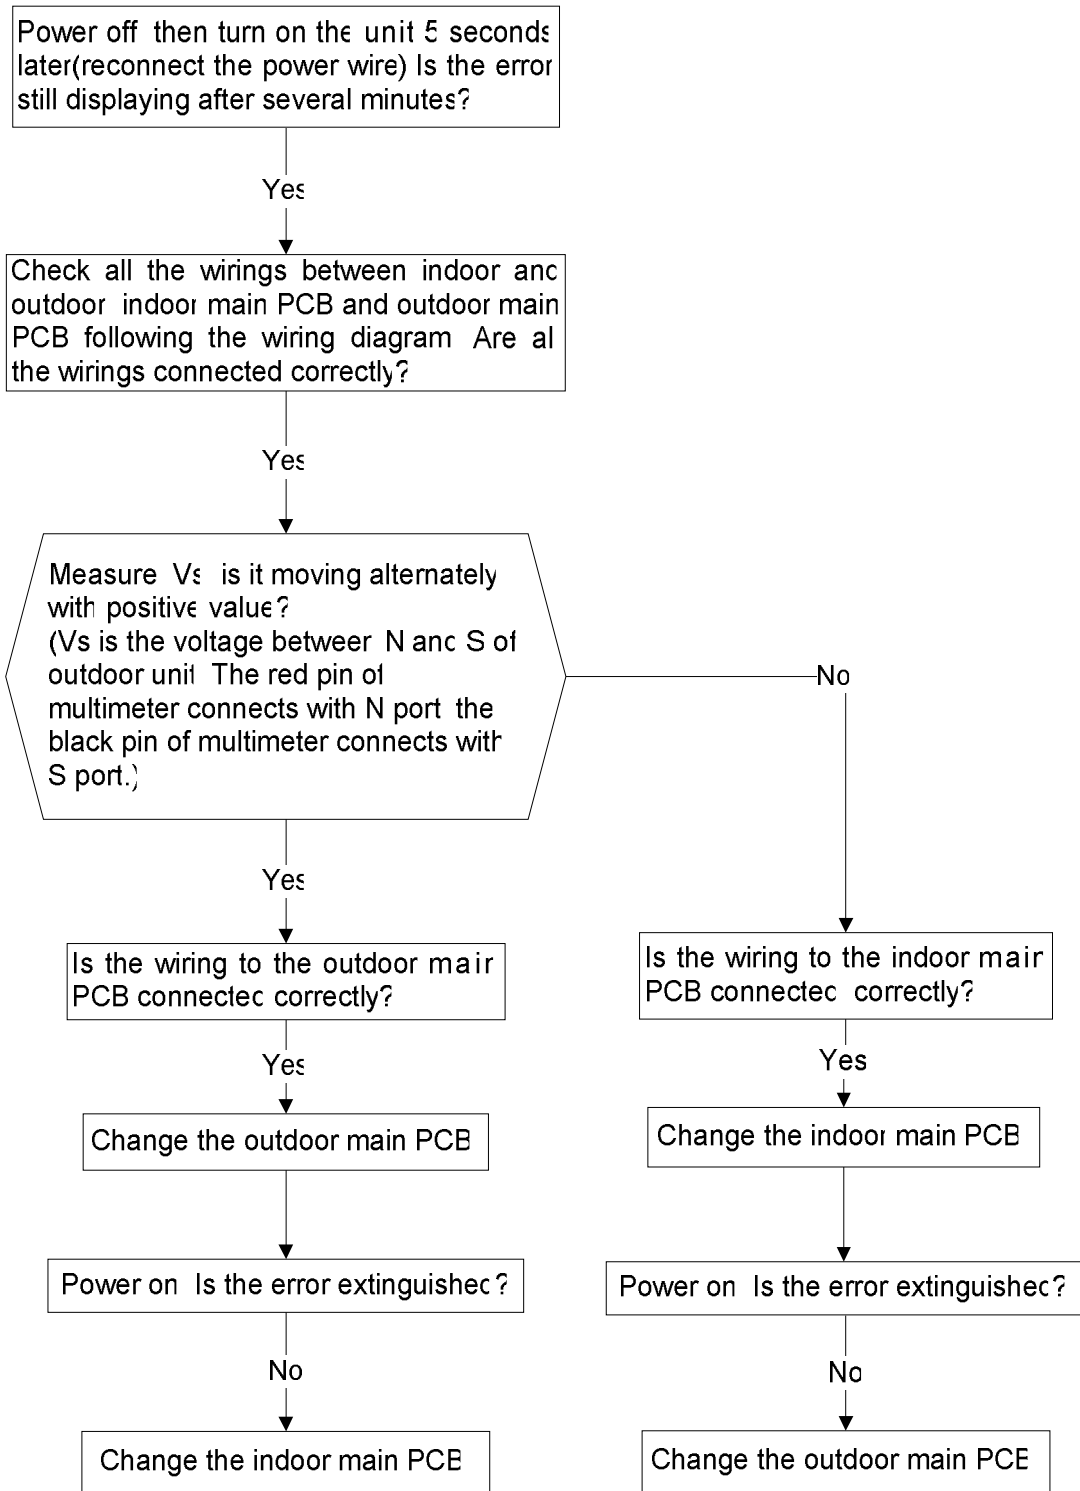 Power off then turn on the unit 5 seconds
later(reconnect the power wire) Is the error
still displaying after several minutes?
Yes
Check all the wirings between indoor and
outdoor indoor main PCB and outdoor main
PCB following the wiring diagram Are al
the wirings connected correctly?
Yes
Measure Vs is it moving alternately
with positive value?
(Vs is the voltage between N and S of
outdoor unit The red pin of
multimeter connects with N port the
black pin of multimeter connects with
S port.)
No
Yes
Is the wiring to the outdoor main
PCB connected correctly?
Yes
Change the outdoor main PCB
Power on Is the error extinguished?
No
Change the indoor main PCB
Is the wiring to the indoor main
PCB connected correctly?
Yes
Change the indoor main PCB
Power on Is the error extinguished?
No
Change the outdoor main PCB